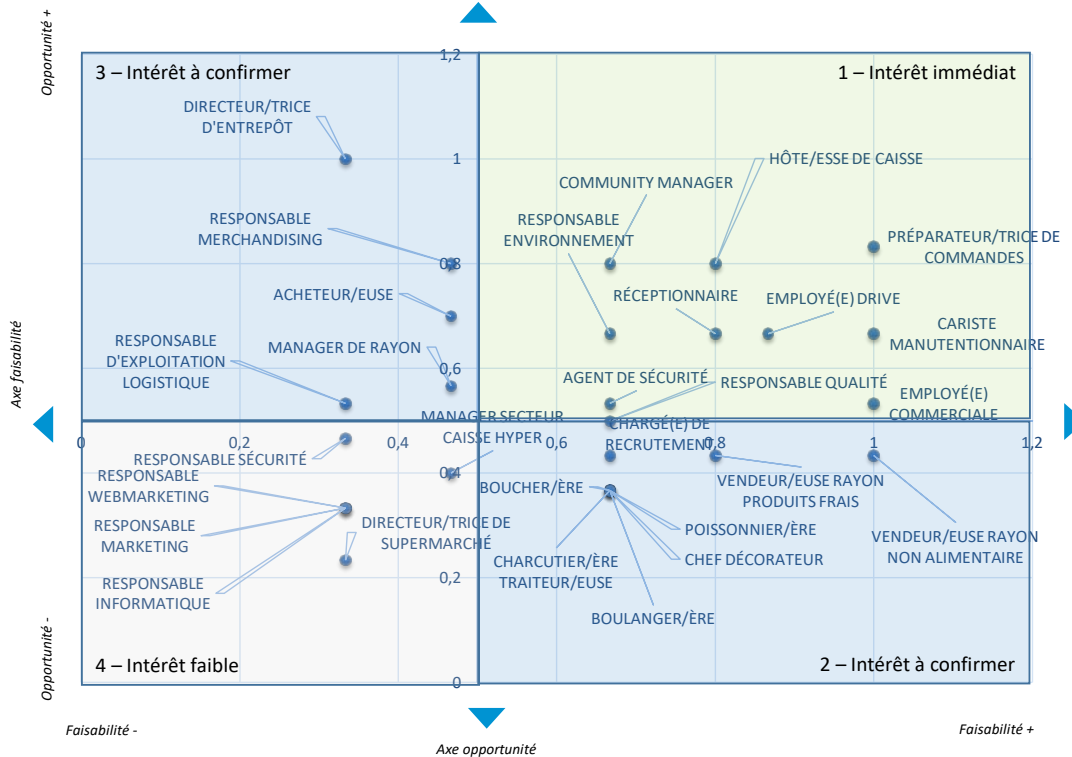 Opportunité +
1,2
3 – Intérêt à confirmer
1 – Intérêt immédiat
DIRECTEUR/TRICE
D'ENTREPÔT
1
HÔTE/ESSE DE CAISSE
COMMUNITY MANAGER
RESPONSABLE
MERCHANDISING
RESPONSABLE
ENVIRONNEMENT
PRÉPARATEUR/TRICE DE
COMMANDES
0,8
ACHETEUR/EUSE
RÉCEPTIONNAIRE
EMPLOYÉ(E) DRIVE
Axe faisabilité
RESPONSABLE
D'EXPLOITATION
LOGISTIQUE
MANAGER DE RAYON
CARISTE
MANUTENTIONNAIRE
0,6
AGENT DE SÉCURITÉ
RESPONSABLE QUALITÉ
EMPLOYÉ(E)
COMMERCIALE
MANAGER SECTEUR
CAISSE HYPER
CHARGÉ(E) DE
RECRUTEMENT
0
0,2
0,4
0,6
0,8
1
1,2
RESPONSABLE SÉCURITÉ
0,4
RESPONSABLE
WEBMARKETING
BOUCHER/ÈRE
VENDEUR/EUSE RAYON
PRODUITS FRAIS
RESPONSABLE
MARKETING
DIRECTEUR/TRICE DE
SUPERMARCHÉ
POISSONNIER/ÈRE
VENDEUR/EUSE RAYON
NON ALIMENTAIRE
CHARCUTIER/ÈRE
TRAITEUR/EUSE
CHEF DÉCORATEUR
RESPONSABLE
INFORMATIQUE
0,2
BOULANGER/ÈRE
Opportunité -
4 – Intérêt faible
2 – Intérêt à confirmer
0
Faisabilité -
Faisabilité +
Axe opportunité